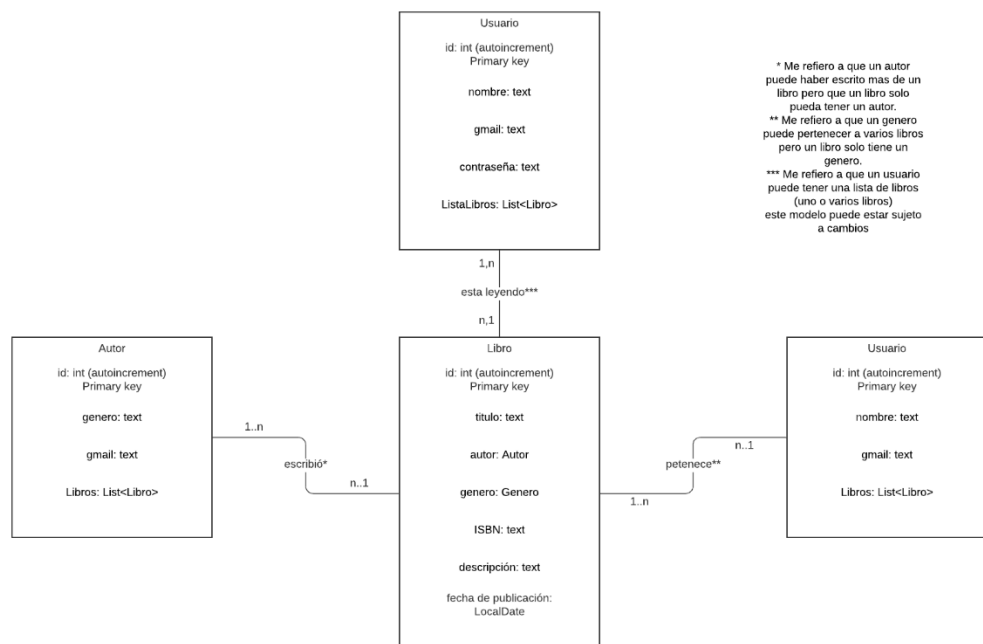 Usuario
id: int (autoincrement)
Primary key
nombre: text
gmail: text
contraseña: text
ListaLibros: List<Libro>
* Me refiero a que un autor
puede haber escrito mas de un
libro pero que un libro solo
pueda tener un autor.
** Me refiero a que un genero
puede pertenecer a varios libros
pero un libro solo tiene un
genero.
*** Me refiero a que un usuario
puede tener una lista de libros
(uno o varios libros)
este modelo puede estar sujeto
a cambios
1,n
esta leyendo***
n,1
Autor
id: int (autoincrement)
Primary key
genero: text
gmail: text
Libros: List<Libro>
1..n
escribió*
n..1
Libro
id: int (autoincrement)
Primary key
titulo: text
autor: Autor
genero: Genero
ISBN: text
descripción: text
fecha de publicación:
LocalDate
n..1
petenece**
1..n
Usuario
id: int (autoincrement)
Primary key
nombre: text
gmail: text
Libros: List<Libro>